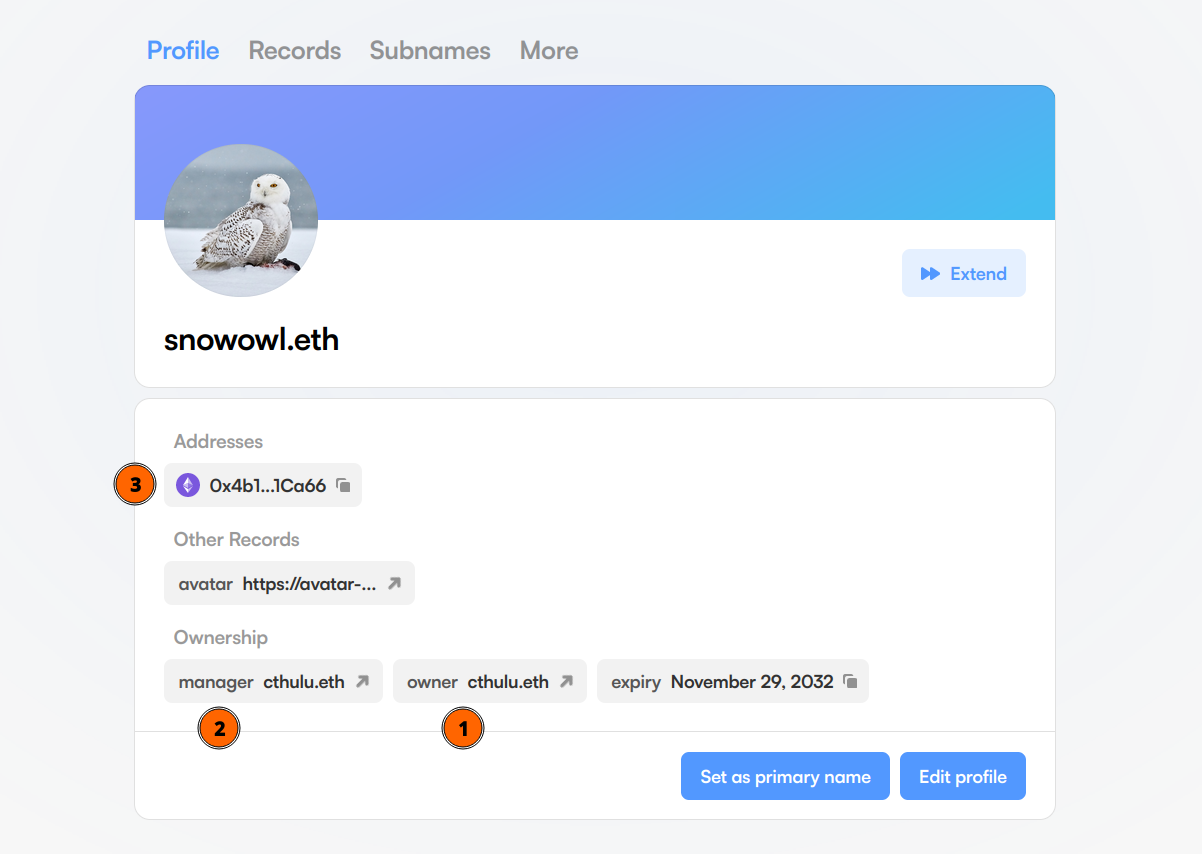 Profile Records Subnames More
Extend
snowowl.eth
Addresses
3 0x4b1...1Ca66
Other Records
avatar https://avatar-...
Ownership
manager cthulu.eth owner cthulu.eth expiry November 29, 2032
2 1
Set as primary name Edit profile